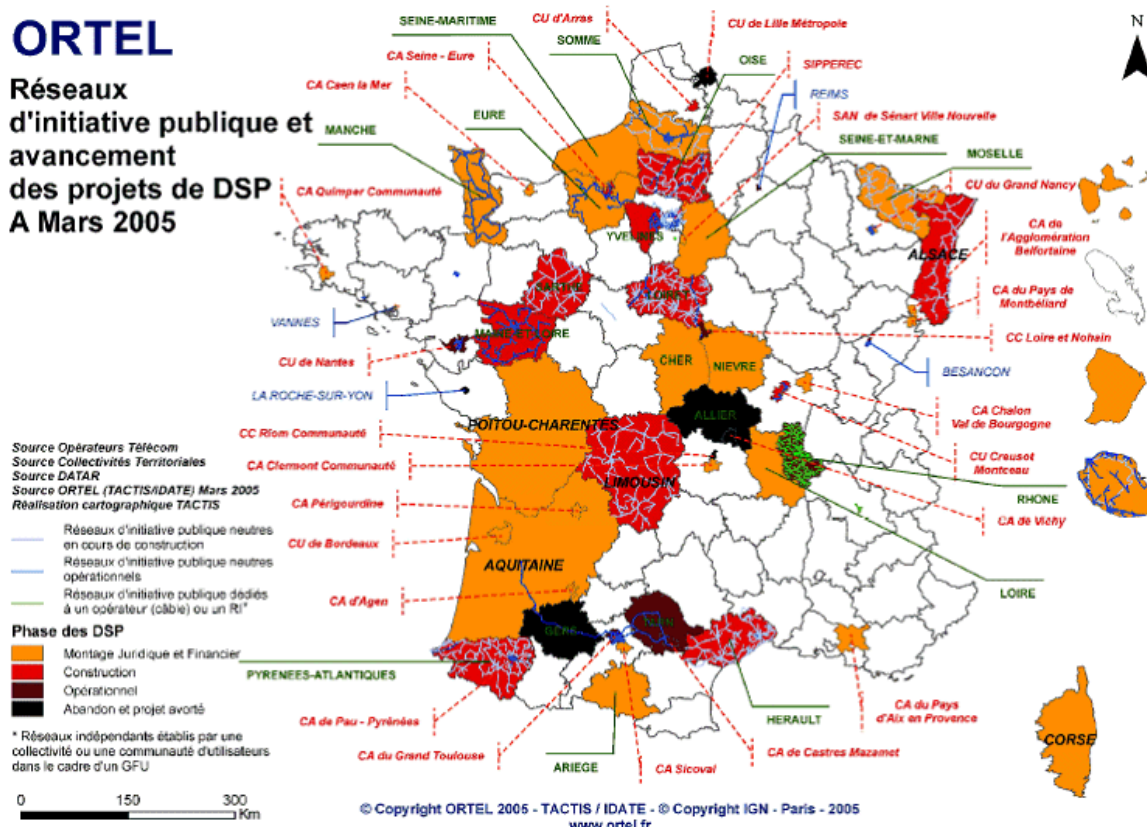 ORTEL
Réseaux
d'initiative publique et
avancement
des projets de DSP
A Mars 2005
SEINE-MARITIME
CU d'Arras
CU de Lille Métropole
N
SOMME
CA Seine - Eure
OISE
SIPPEREC
CA Caen la Mer
REIMS
EURE
SAN de Sénart Ville Nouvelle
MANCHE
SEINE-ET-MARNE
MOSELLE
CA Quimper Communauté
CU du Grand Nancy
YVELINES
CA de
l'Agglomération
Belfortaine
ALSACE
SARTHE
LOIRET
CA du Pays de
Montbéliard
VANNES
MAINE-ET-LOIRE
CC Loire et Nohain
CU de Nantes
CHER
NIEVRE
BESANCON
LA ROCHE-SUR-YON
ALLIER
CA Chalon
Val de Bourgogne
POITOU-CHARENTES
CC Riom Communauté
CU Creusot
Montceau
CA Clermont Communauté
LIMOUSIN
RHONE
CA Périgourdine
CA de Vichy
CU de Bordeaux
AQUITAINE
LOIRE
CA d'Agen
GERS
TARN
PYRENEES-ATLANTIQUES
CA du Pays
d'Aix en Provence
CA de Pau - Pyrénées
HERAULT
CORSE
CA du Grand Toulouse
ARIEGE
CA Sicoval
CA de Castres Mazamet
Source Opérateurs Télécom
Source Collectivités Territoriales
Source DATAR
Source ORTEL (TACTIS/IDATE) Mars 2005
Réalisation cartographique TACTIS
Réseaux d'initiative publique neutres
en cours de construction
Réseaux d'initiative publique neutres
opérationnels
Réseaux d'initiative publique dédiés
à un opérateur (câble) ou un RI*
Phase des DSP
Montage Juridique et Financier
Construction
Opérationnel
Abandon et projet avorté
* Réseaux indépendants établis par une
collectivité ou une communauté d'utilisateurs
dans le cadre d'un GFU
0 150 300
Km
© Copyright ORTEL 2005 - TACTIS / IDATE - © Copyright IGN - Paris - 2005
www.ortel.fr